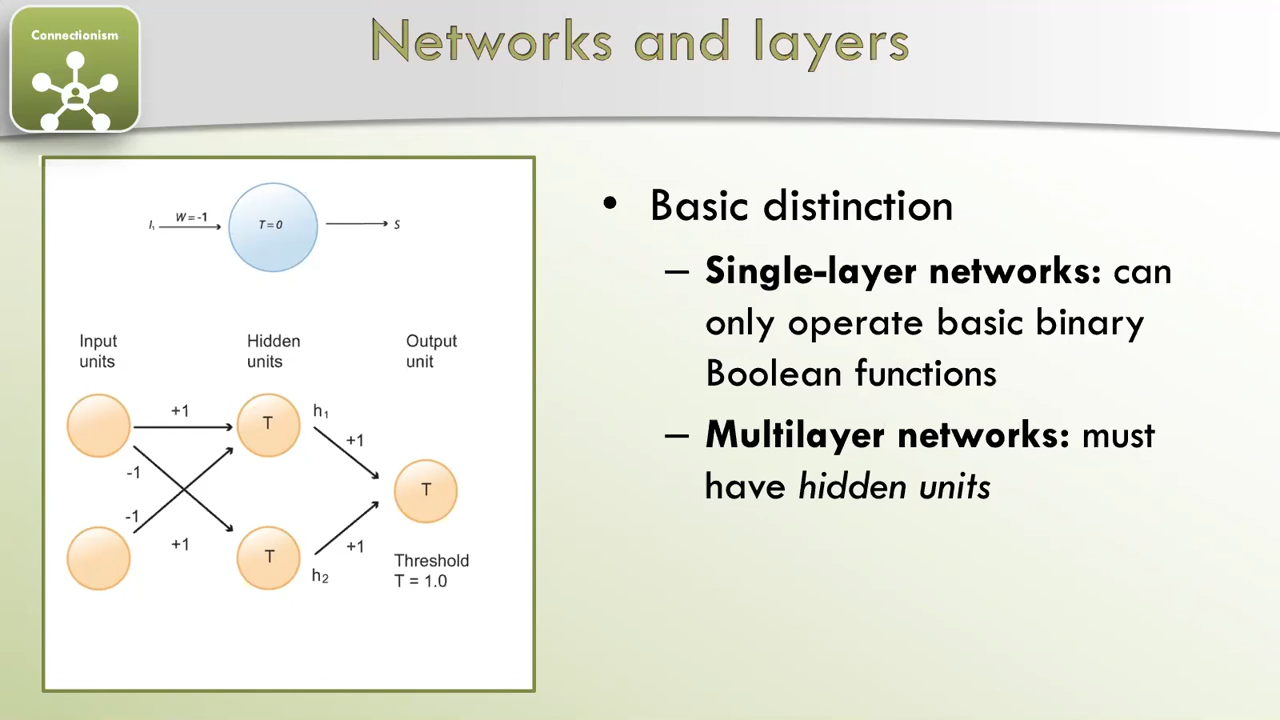 Connectionism
Networks and layers
I₁
W = -1
T = 0
S
Input
units
Hidden
units
Output
unit
+1
T
h₁
+1
-1
T
-1
+1
T
h₂
+1
Threshold
T = 1.0
• Basic distinction
– Single-layer networks: can
only operate basic binary
Boolean functions
– Multilayer networks: must
have hidden units